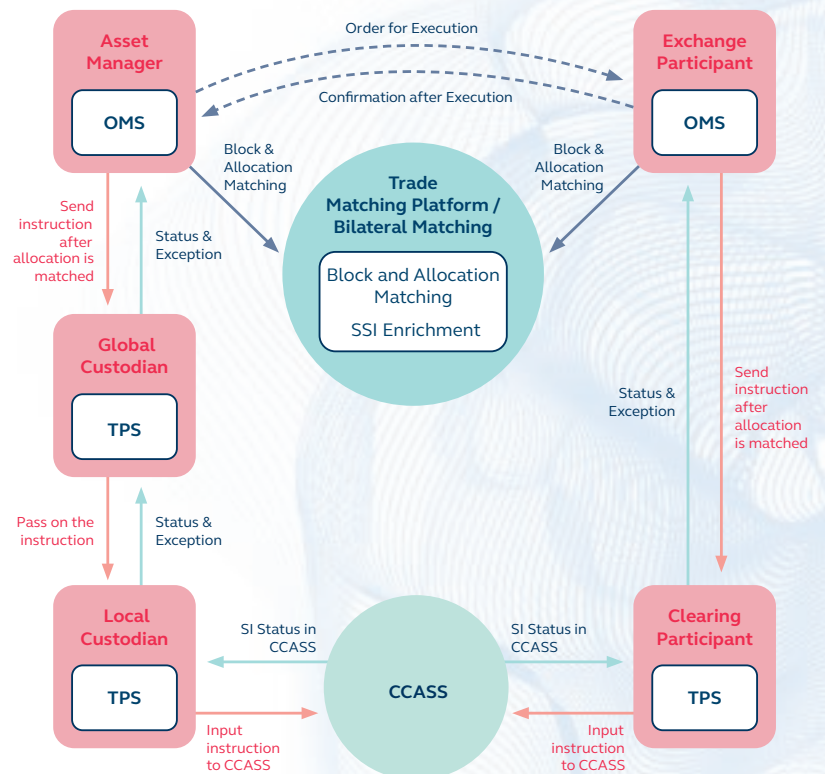 Asset
Manager
OMS
Order for Execution
Confirmation after Execution
Exchange
Participant
OMS
Block &
Allocation
Matching
Block &
Allocation
Matching
Trade
Matching Platform /
Bilateral Matching
Block and Allocation
Matching
SSI Enrichment
Send
instruction
after
allocation is
matched
Status &
Exception
Global
Custodian
TPS
Status &
Exception
Send
instruction
after
allocation
is matched
Pass on the
instruction
Status &
Exception
Local
Custodian
TPS
SI Status in
CCASS
CCASS
SI Status in
CCASS
Clearing
Participant
TPS
Input
instruction
to CCASS
Input
instruction
to CCASS